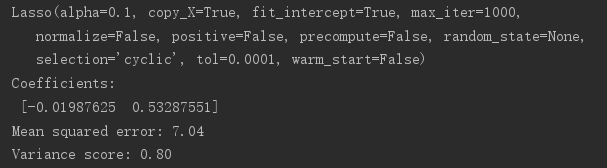 Lasso(alpha=0.1, copy_X=True, fit_intercept=True, max_iter=1000,
normalize=False, positive=False, precompute=False, random_state=None,
selection='cyclic', tol=0.0001, warm_start=False)
Coefficients:
[-0.01987625 0.53287551]
Mean squared error: 7.04
Variance score: 0.80